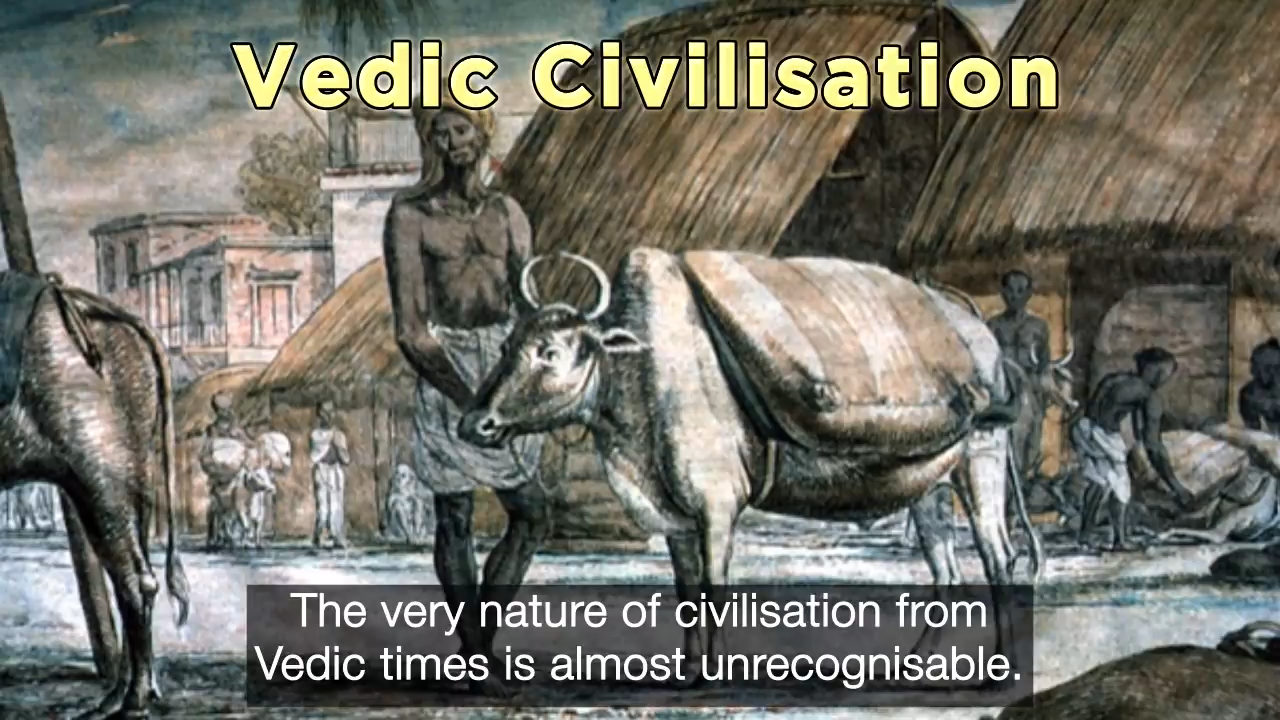 Vedic Civilisation
The very nature of civilisation from
Vedic times is almost unrecognisable.